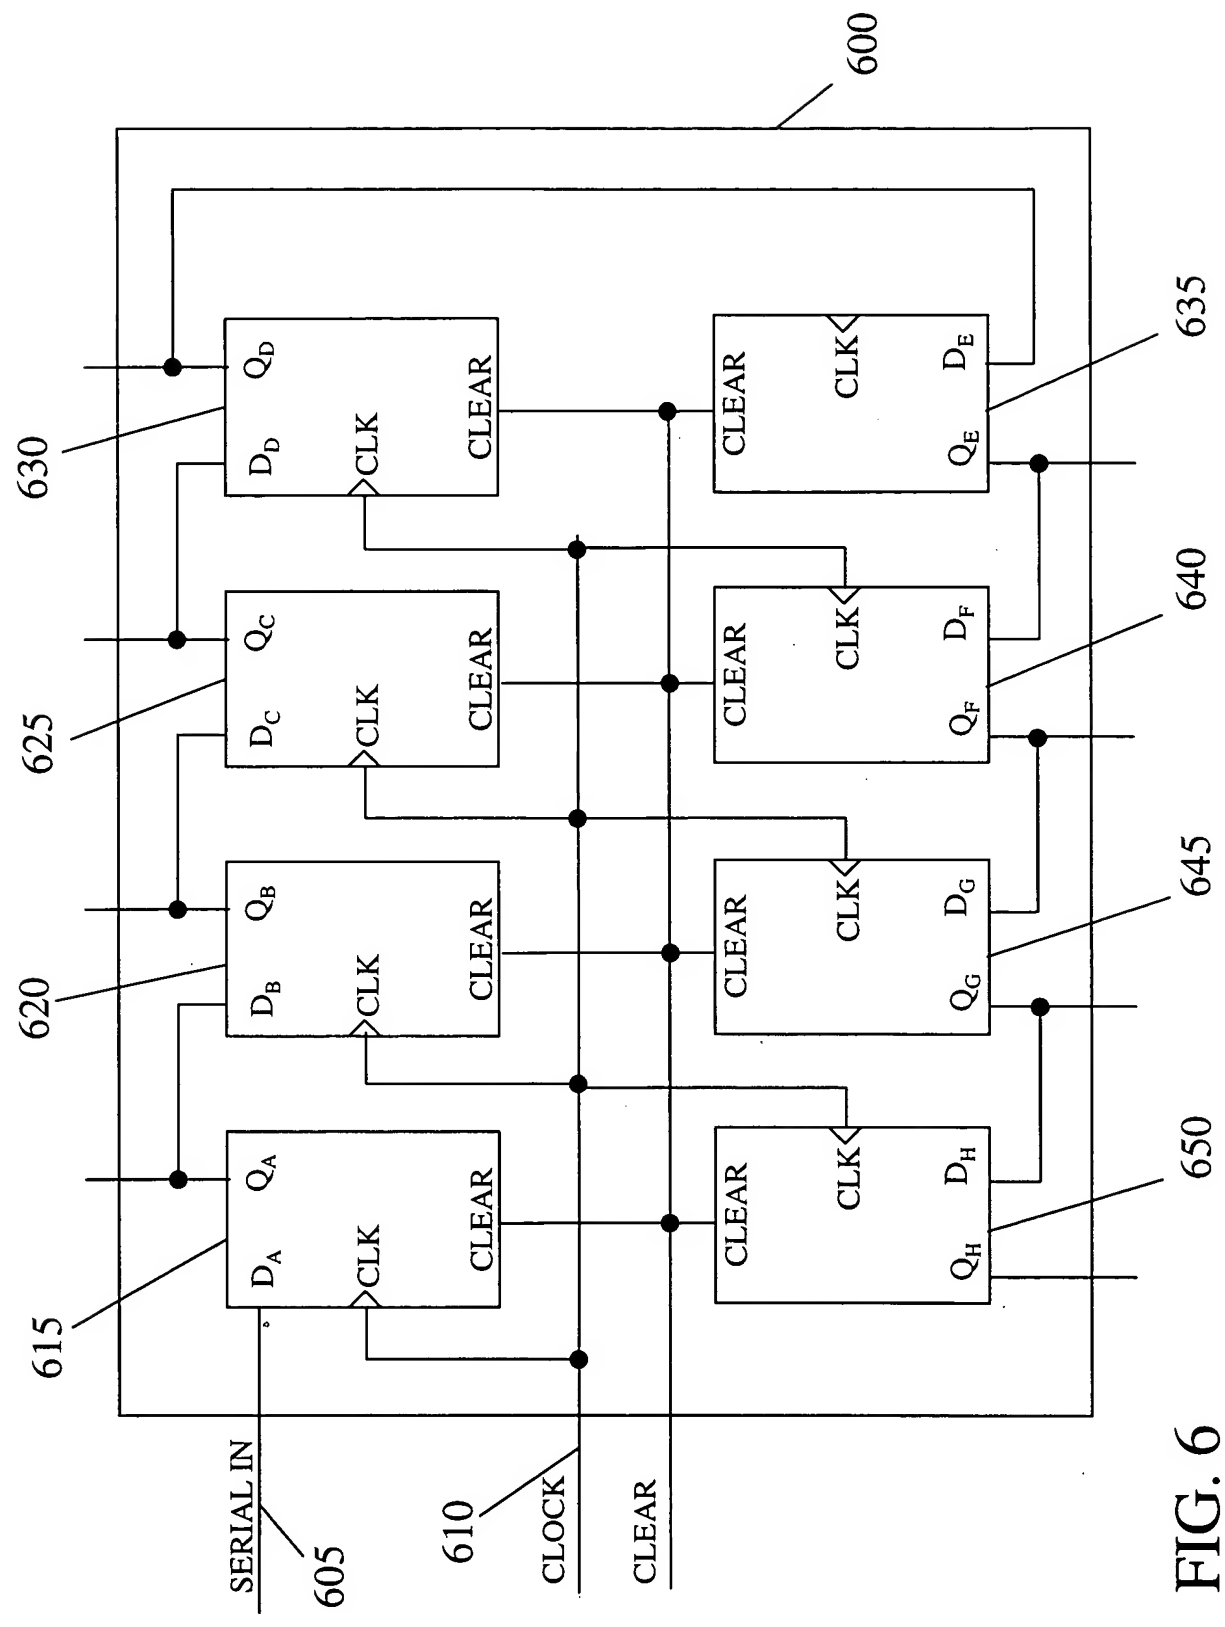 600
615
620
625
630
Q_A
Q_B
Q_C
Q_D
D_A
D_B
D_C
D_D
CLK
CLK
CLK
CLK
CLEAR
CLEAR
CLEAR
CLEAR
SERIAL IN
605
610
CLOCK
CLEAR
CLEAR
CLEAR
CLEAR
CLEAR
CLK
CLK
CLK
CLK
Q_H
D_H
Q_G
D_G
Q_F
D_F
Q_E
D_E
650
645
640
635
FIG. 6